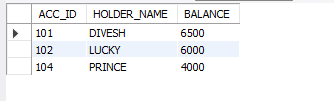 ACC_ID HOLDER_NAME BALANCE
101 DIVESH 6500
102 LUCKY 6000
104 PRINCE 4000